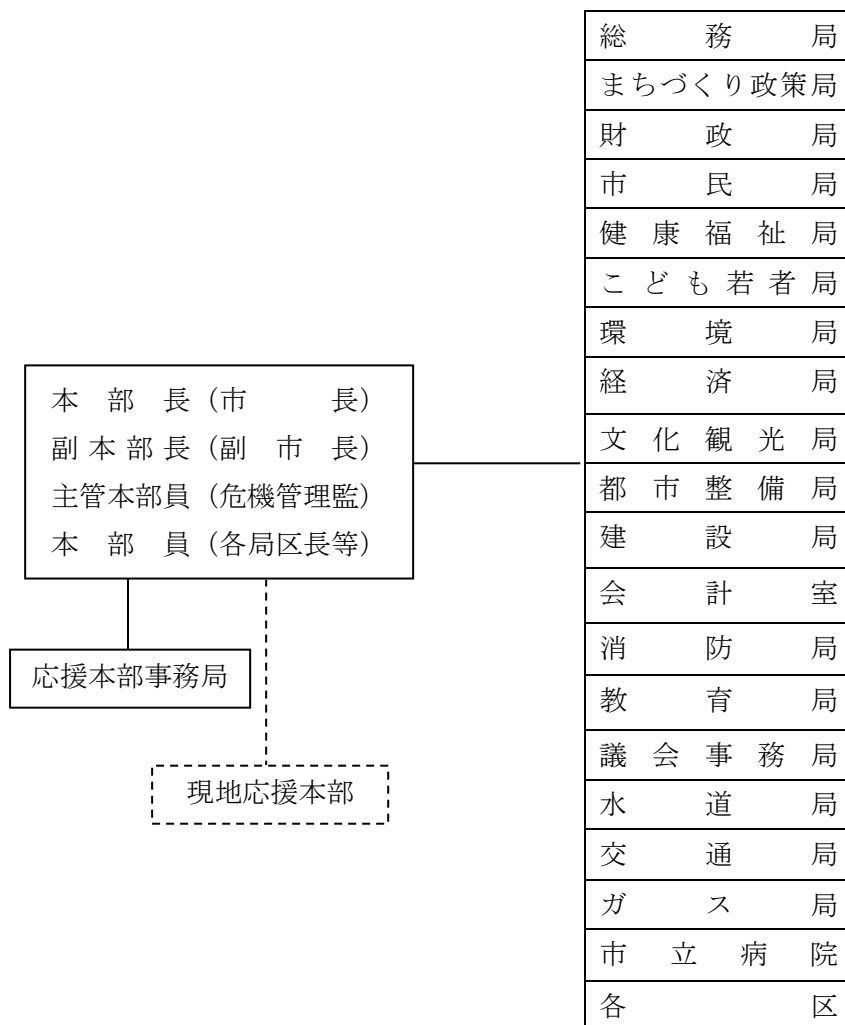 本部長（市長）
副本部長（副市長）
主管本部員（危機管理監）
本部員（各局区長等）
応援本部事務局
現地応援本部
総務局
まちづくり政策局
財政局
市民局
健康福祉局
こども若者局
環境局
経済局
文化観光局
都市整備局
建設局
会計室
消防局
教育局
議会事務局
水道局
交通局
ガス局
市立病院
各区